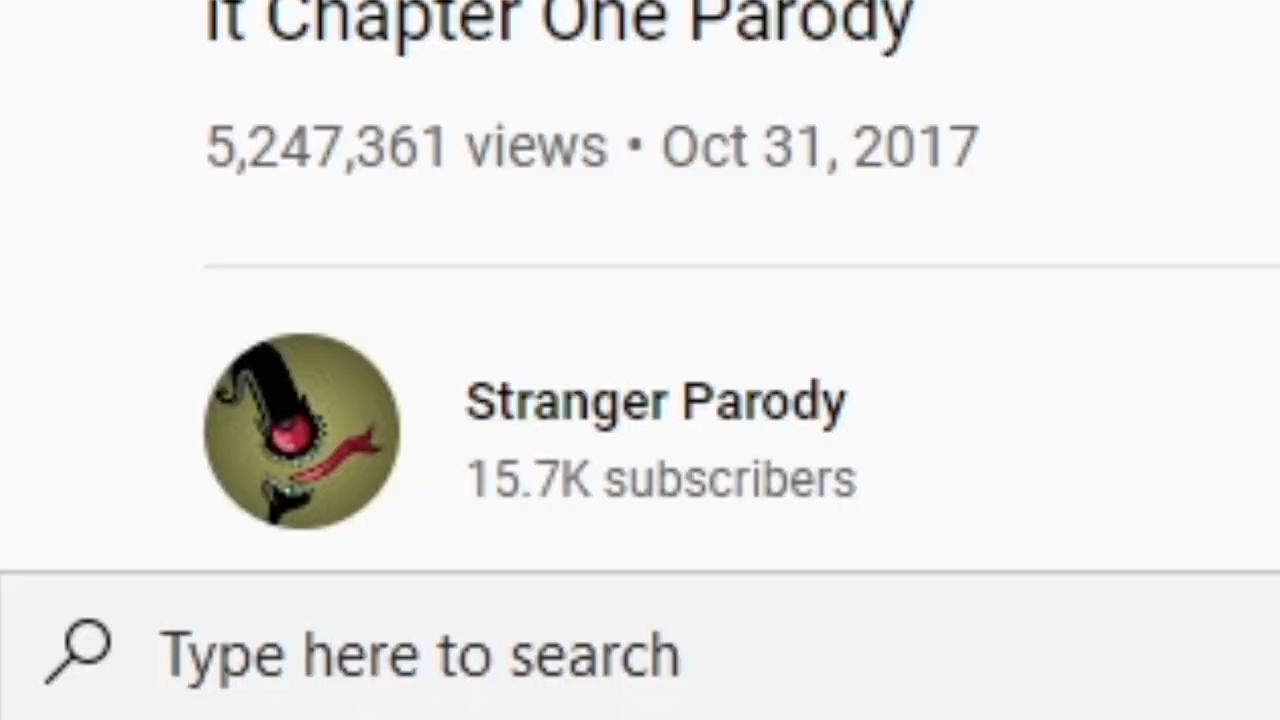 It Chapter One Parody
5,247,361 views • Oct 31, 2017
Stranger Parody
15.7K subscribers
Type here to search